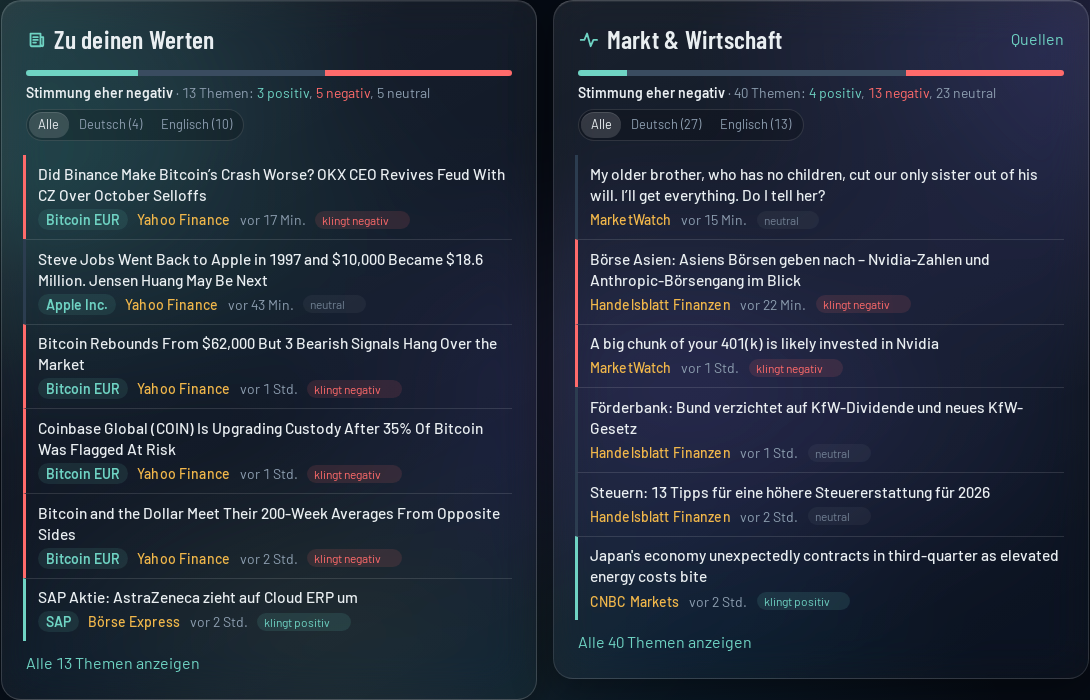 Zu deinen Werten
Stimmung eher negativ · 13 Themen: 3 positiv, 5 negativ, 5 neutral
Alle Deutsch (4) Englisch (10)
Did Binance Make Bitcoin’s Crash Worse? OKX CEO Revives Feud With
CZ Over October Selloffs
Bitcoin EUR Yahoo Finance vor 17 Min. klingt negativ
Steve Jobs Went Back to Apple in 1997 and $10,000 Became $18.6
Million. Jensen Huang May Be Next
Apple Inc. Yahoo Finance vor 43 Min. neutral
Bitcoin Rebounds From $62,000 But 3 Bearish Signals Hang Over the
Market
Bitcoin EUR Yahoo Finance vor 1 Std. klingt negativ
Coinbase Global (COIN) Is Upgrading Custody After 35% Of Bitcoin
Was Flagged At Risk
Bitcoin EUR Yahoo Finance vor 1 Std. klingt negativ
Bitcoin and the Dollar Meet Their 200-Week Averages From Opposite
Sides
Bitcoin EUR Yahoo Finance vor 2 Std. klingt negativ
SAP Aktie: AstraZeneca zieht auf Cloud ERP um
SAP Börse Express vor 2 Std. klingt positiv
Alle 13 Themen anzeigen
Markt & Wirtschaft
Quellen
Stimmung eher negativ · 40 Themen: 4 positiv, 13 negativ, 23 neutral
Alle Deutsch (27) Englisch (13)
My older brother, who has no children, cut our only sister out of his
will. I’ll get everything. Do I tell her?
MarketWatch vor 15 Min. neutral
Börse Asien: Asiens Börsen geben nach – Nvidia-Zahlen und
Anthropic-Börsengang im Blick
Handelsblatt Finanzen vor 22 Min. klingt negativ
A big chunk of your 401(k) is likely invested in Nvidia
MarketWatch vor 1 Std. klingt negativ
Förderbank: Bund verzichtet auf KfW-Dividende und neues KfW-
Gesetz
Handelsblatt Finanzen vor 1 Std. neutral
Steuern: 13 Tipps für eine höhere Steuererstattung für 2026
Handelsblatt Finanzen vor 2 Std. neutral
Japan's economy unexpectedly contracts in third-quarter as elevated
energy costs bite
CNBC Markets vor 2 Std. klingt positiv
Alle 40 Themen anzeigen